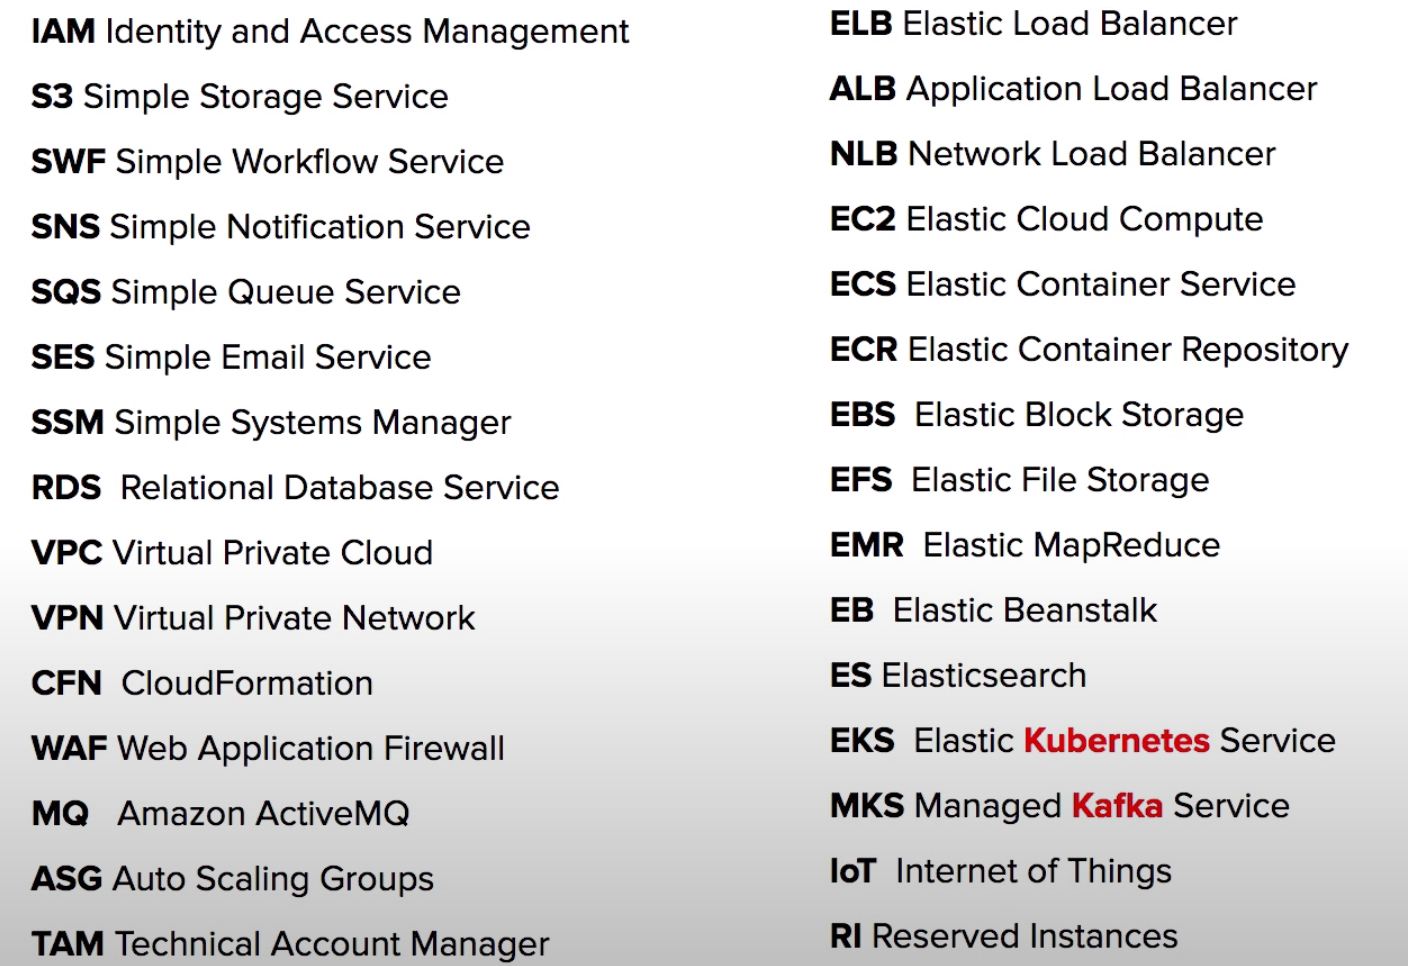 IAM Identity and Access Management
S3 Simple Storage Service
SWF Simple Workflow Service
SNS Simple Notification Service
SQS Simple Queue Service
SES Simple Email Service
SSM Simple Systems Manager
RDS Relational Database Service
VPC Virtual Private Cloud
VPN Virtual Private Network
CFN CloudFormation
WAF Web Application Firewall
MQ Amazon ActiveMQ
ASG Auto Scaling Groups
TAM Technical Account Manager
ELB Elastic Load Balancer
ALB Application Load Balancer
NLB Network Load Balancer
EC2 Elastic Cloud Compute
ECS Elastic Container Service
ECR Elastic Container Repository
EBS Elastic Block Storage
EFS Elastic File Storage
EMR Elastic MapReduce
EB Elastic Beanstalk
ES Elasticsearch
EKS Elastic Kubernetes Service
MKS Managed Kafka Service
IoT Internet of Things
RI Reserved Instances